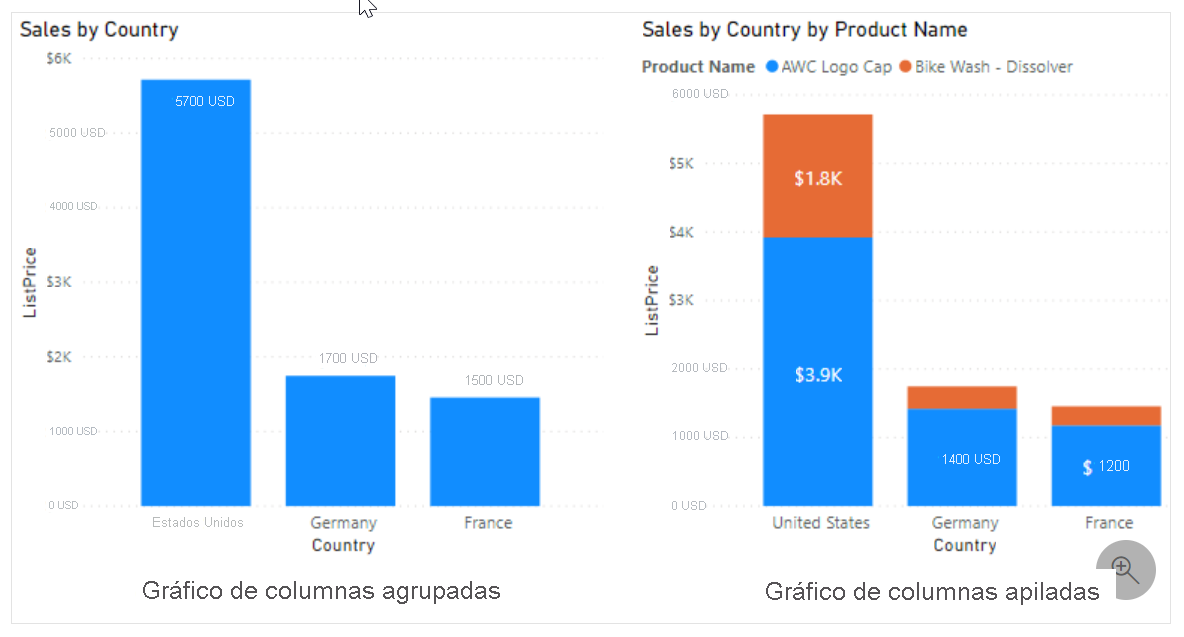 Sales by Country
$6K
5000 USD
4000 USD
$3K
$2K
1000 USD
0 USD
ListPrice
5700 USD
1700 USD
1500 USD
Estados Unidos
Germany
France
Country
Gráfico de columnas agrupadas
Sales by Country by Product Name
Product Name AWC Logo Cap Bike Wash - Dissolver
6000 USD
$5K
$4K
$3K
2000 USD
1000 USD
0 USD
ListPrice
$1.8K
$3.9K
1400 USD
$ 1200
United States
Germany
France
Country
Gráfico de columnas apiladas